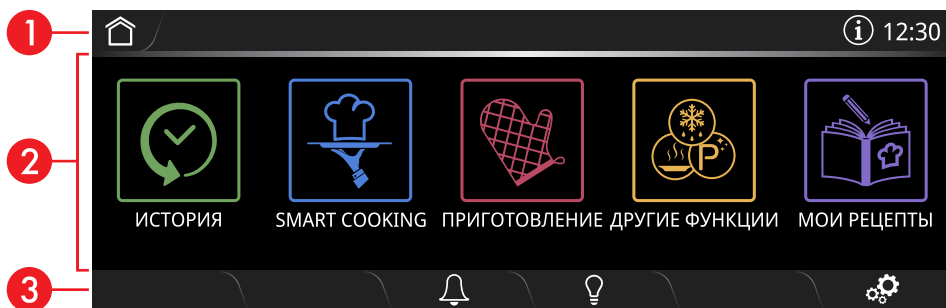 1
12:30
2
ИСТОРИЯ
SMART COOKING
ПРИГОТОВЛЕНИЕ
ДРУГИЕ ФУНКЦИИ
P
МОИ РЕЦЕПТЫ
3